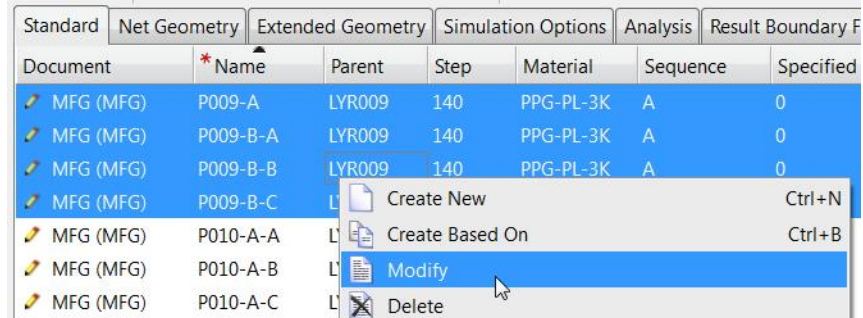 Standard Net Geometry Extended Geometry Simulation Options Analysis Result Boundary F
Document *Name Parent Step Material Sequence Specified
MFG (MFG) P009-A LYR009 140 PPG-PL-3K A 0
MFG (MFG) P009-B-A LYR009 140 PPG-PL-3K A 0
MFG (MFG) P009-B-B LYR009 140 PPG-PL-3K A 0
MFG (MFG) P009-B-C
Create New Ctrl+N
MFG (MFG) P010-A-A
Create Based On Ctrl+B
MFG (MFG) P010-A-B
Modify
MFG (MFG) P010-A-C
Delete